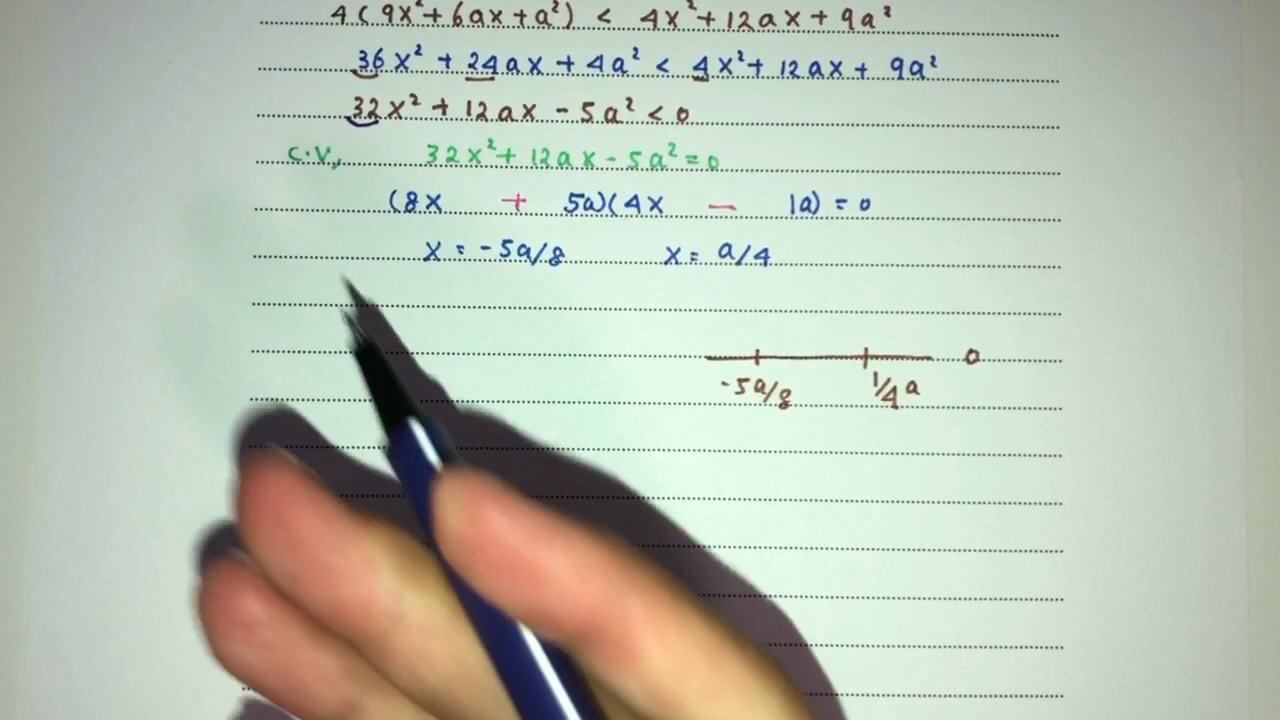 4(9x²+6ax+a²) < 4x²+12ax+9a²
36x² + 24ax + 4a² < 4x²+ 12ax + 9a²
32x² + 12ax - 5a² < 0
C.V, 32x²+ 12ax - 5a² = 0
(8x + 5a)(4x - 1a) = 0
x = -5a/8 x = a/4
0
-5a/8 1/4 a